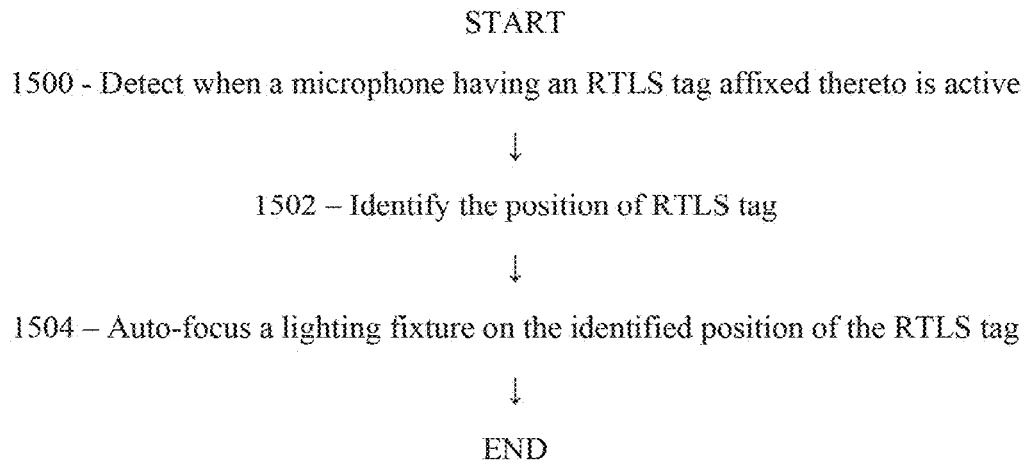 START
1500 - Detect when a microphone having an RTLS tag affixed thereto is active
↓
1502 – Identify the position of RTLS tag
↓
1504 – Auto-focus a lighting fixture on the identified position of the RTLS tag
↓
END